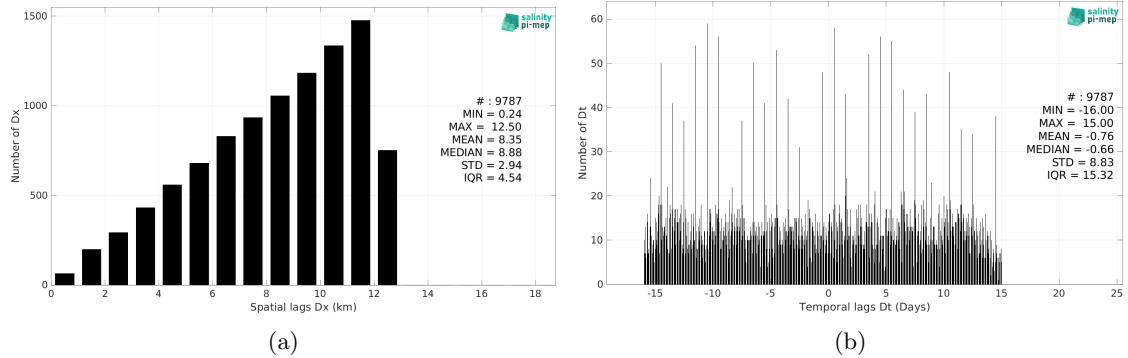 1500
1000
500
0
0 2 4 6 8 10 12 14 16 18
Number of Dx
Spatial lags Dx (km)
salinity
pi-mep
# : 9787
MIN = 0.24
MAX = 12.50
MEAN = 8.35
MEDIAN = 8.88
STD = 2.94
IQR = 4.54
(a)
60
50
40
30
20
10
0
-15 -10 -5 0 5 10 15 20 25
Number of Dt
Temporal lags Dt (Days)
salinity
pi-mep
# : 9787
MIN = -16.00
MAX = 15.00
MEAN = -0.76
MEDIAN = -0.66
STD = 8.83
IQR = 15.32
(b)